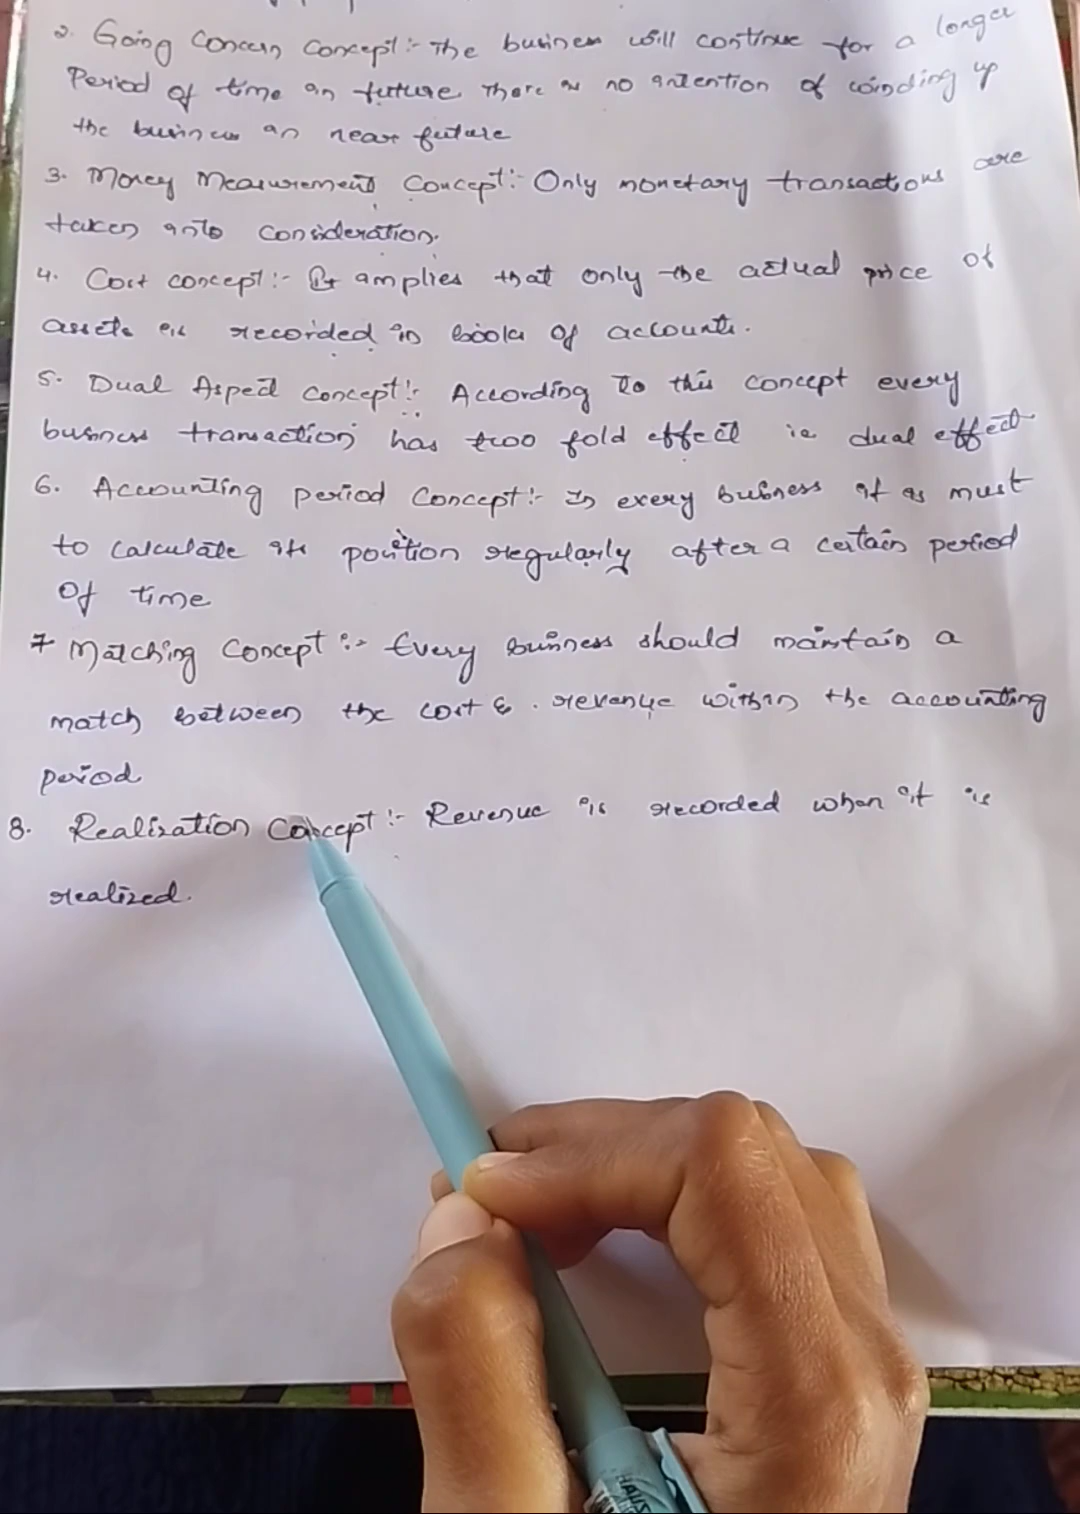 2. Going Concern Concept:- The business will continue for a longer
Period of time in future There is no intention of winding up
the business in near future
3. Money Measurement Concept:- Only monetary transactions are
taken into Consideration.
4. Cost concept:- It implies that only the actual price of
assets is recorded in books of accounts.
5. Dual Aspect Concept:- According to this concept every
business transaction has two fold effect ie dual effect
6. Accounting period Concept:- In every business it is must
to calculate its position regularly after a certain period
Of time
7 Matching Concept:- Every business should maintain a
match between the cost & revenue within the accounting
period
8. Realization Concept:- Revenue is recorded when it is
realized.
HAUS